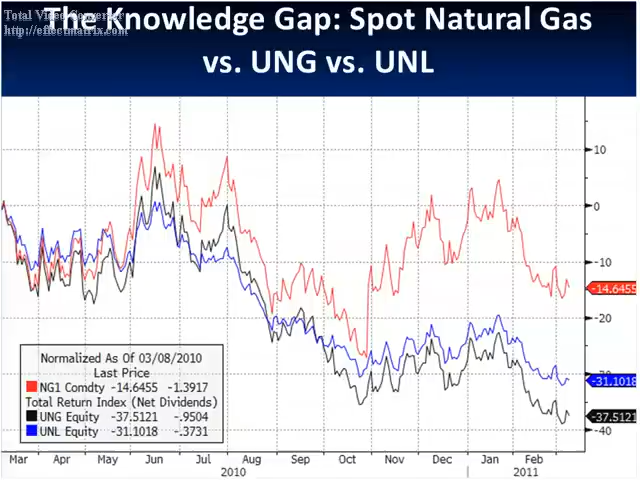 Total Video Converter
http://effectmatrix.com
The Knowledge Gap: Spot Natural Gas
vs. UNG vs. UNL
10
0
-10
-14.6455
-20
-31.1018
-37.5121
-40
Normalized As Of 03/08/2010
Last Price
NG1 Comdty -14.6455 -1.3917
Total Return Index (Net Dividends)
UNG Equity -37.5121 -.9504
UNL Equity -31.1018 -.3731
Mar Apr May Jun Jul Aug Sep Oct Nov Dec Jan Feb
2010 2011